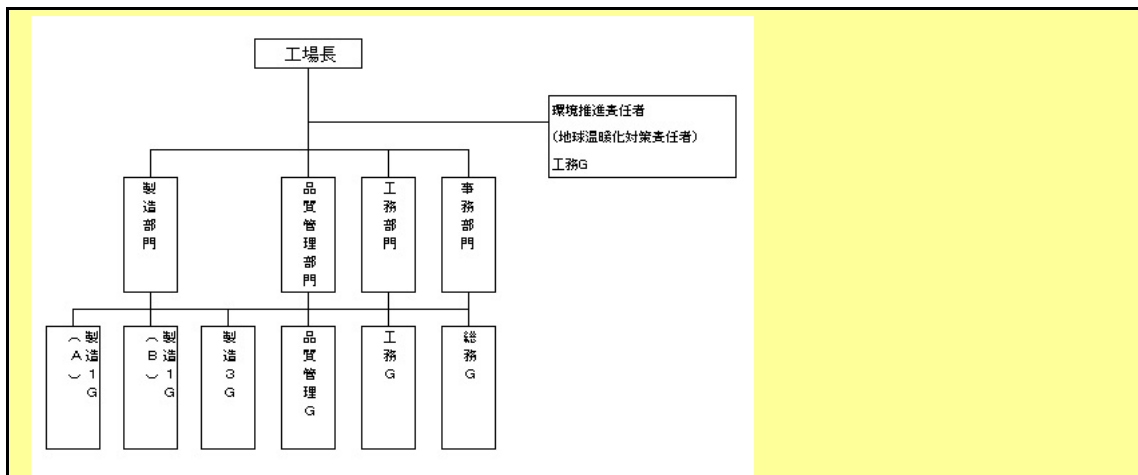 工場長
環境推進責任者
(地球温暖化対策責任者)
工務G
製造部門
品質管理部門
工務部門
事務部門
製造1G
(A)
製造1G
(B)
製造3G
品質管理G
工務G
総務G